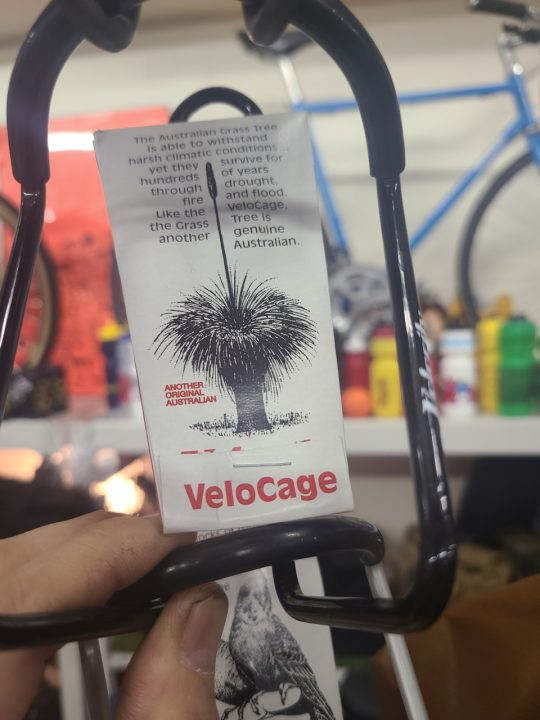 The Australian Grass Tree
is able to withstand
harsh climatic conditions...
yet they survive for
hundreds of years
through drought,
fire and flood.
Like the VeloCage,
the Grass Tree is
another genuine
Australian.
ANOTHER
ORIGINAL
AUSTRALIAN
VeloCage